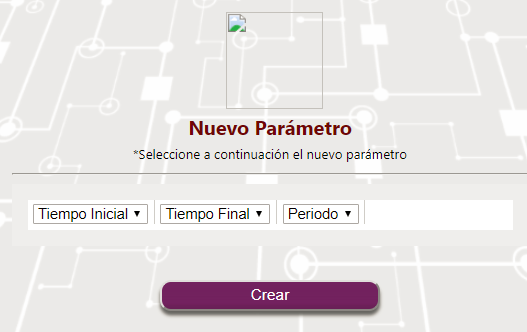 Nuevo Parámetro
*Seleccione a continuación el nuevo parámetro
Tiempo Inicial Tiempo Final Periodo
Crear